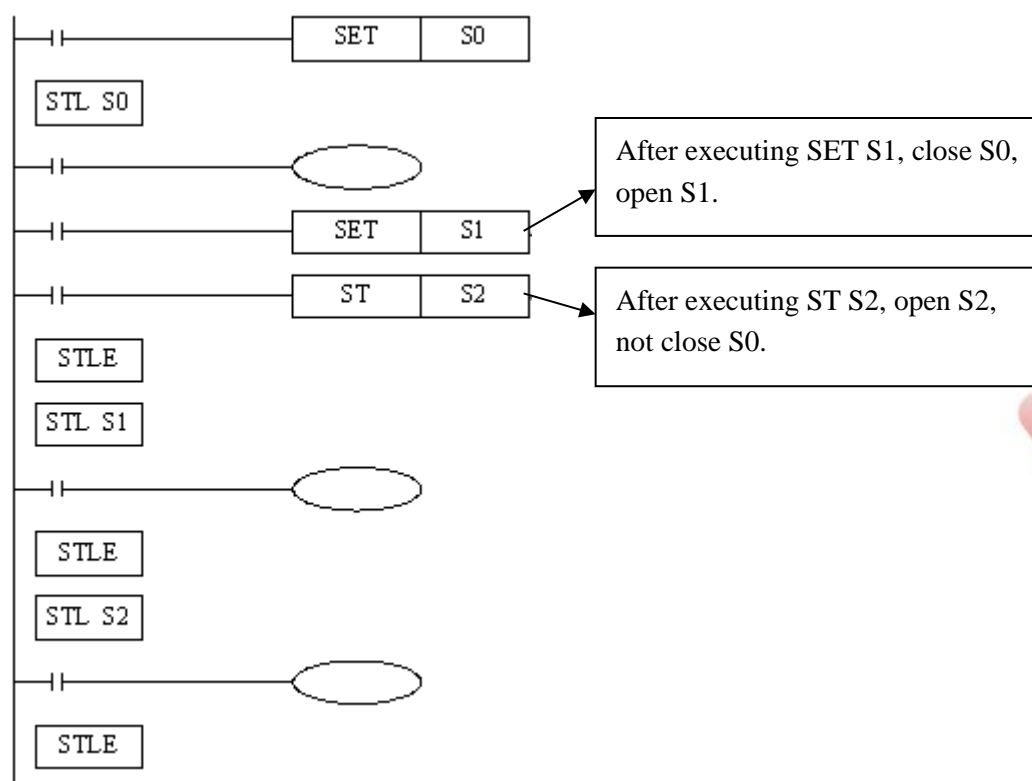 SET S0
STL S0
After executing SET S1, close S0,
open S1.
SET S1
ST S2
After executing ST S2, open S2,
not close S0.
STLE
STL S1
STLE
STL S2
STLE